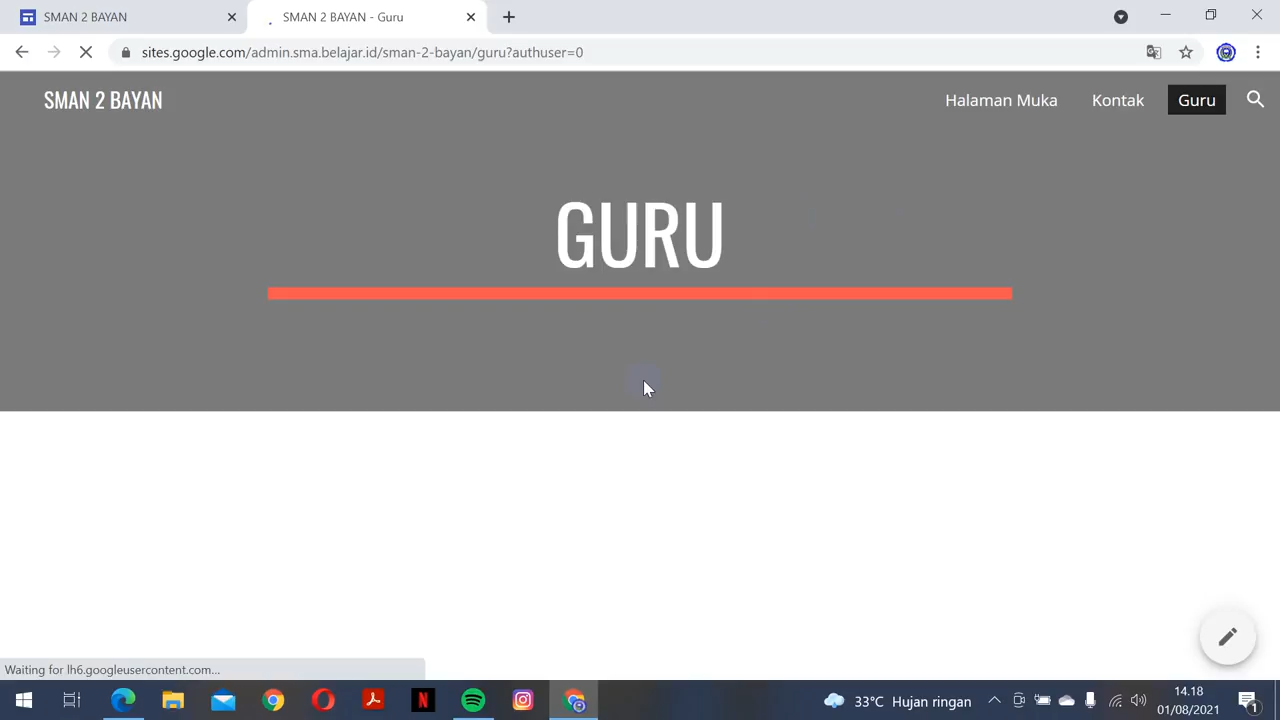 SMAN 2 BAYAN
SMAN 2 BAYAN - Guru
sites.google.com/admin.sma.belajar.id/sman-2-bayan/guru?authuser=0
SMAN 2 BAYAN
Halaman Muka
Kontak
Guru
GURU
Waiting for lh6.googleusercontent.com...
33°C Hujan ringan
14.18
01/08/2021
1